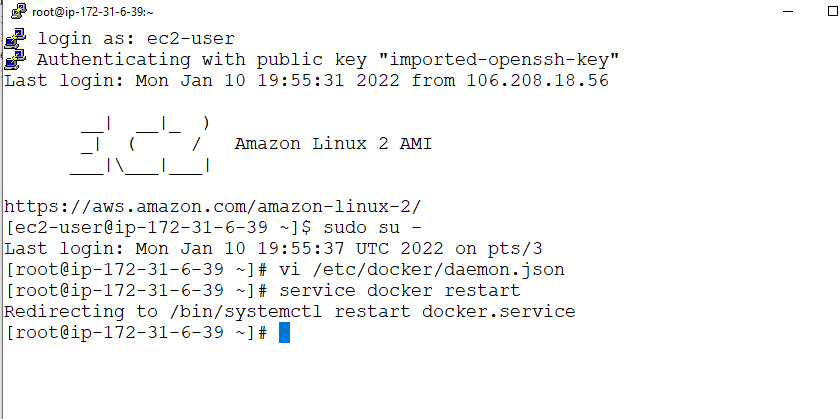 root@ip-172-31-6-39:~
login as: ec2-user
Authenticating with public key "imported-openssh-key"
Last login: Mon Jan 10 19:55:31 2022 from 106.208.18.56
       __|  __|_  )
       _|  (     /   Amazon Linux 2 AMI
      ___|\___|___|
https://aws.amazon.com/amazon-linux-2/
[ec2-user@ip-172-31-6-39 ~]$ sudo su -
Last login: Mon Jan 10 19:55:37 UTC 2022 on pts/3
[root@ip-172-31-6-39 ~]# vi /etc/docker/daemon.json
[root@ip-172-31-6-39 ~]# service docker restart
Redirecting to /bin/systemctl restart docker.service
[root@ip-172-31-6-39 ~]#